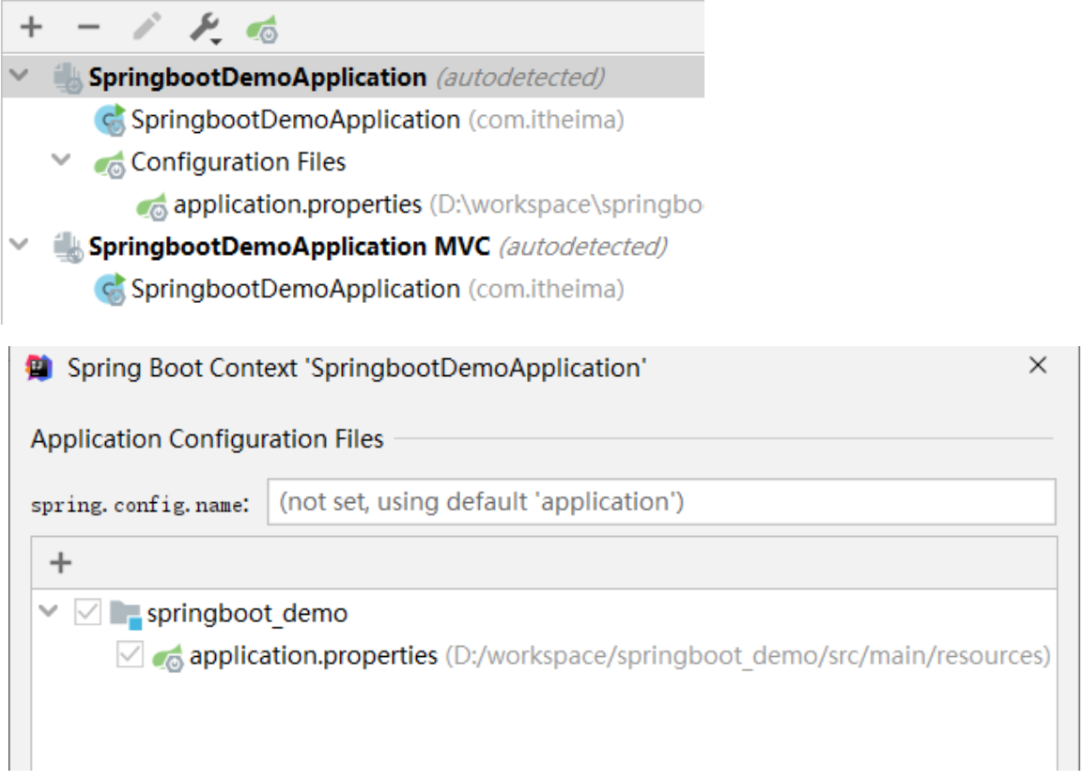 SpringbootDemoApplication (autodetected)
SpringbootDemoApplication (com.itheima)
Configuration Files
application.properties (D:\workspace\springbo
SpringbootDemoApplication MVC (autodetected)
SpringbootDemoApplication (com.itheima)
Spring Boot Context 'SpringbootDemoApplication'
Application Configuration Files
spring.config.name: (not set, using default 'application')
springboot_demo
application.properties (D:/workspace/springboot_demo/src/main/resources)